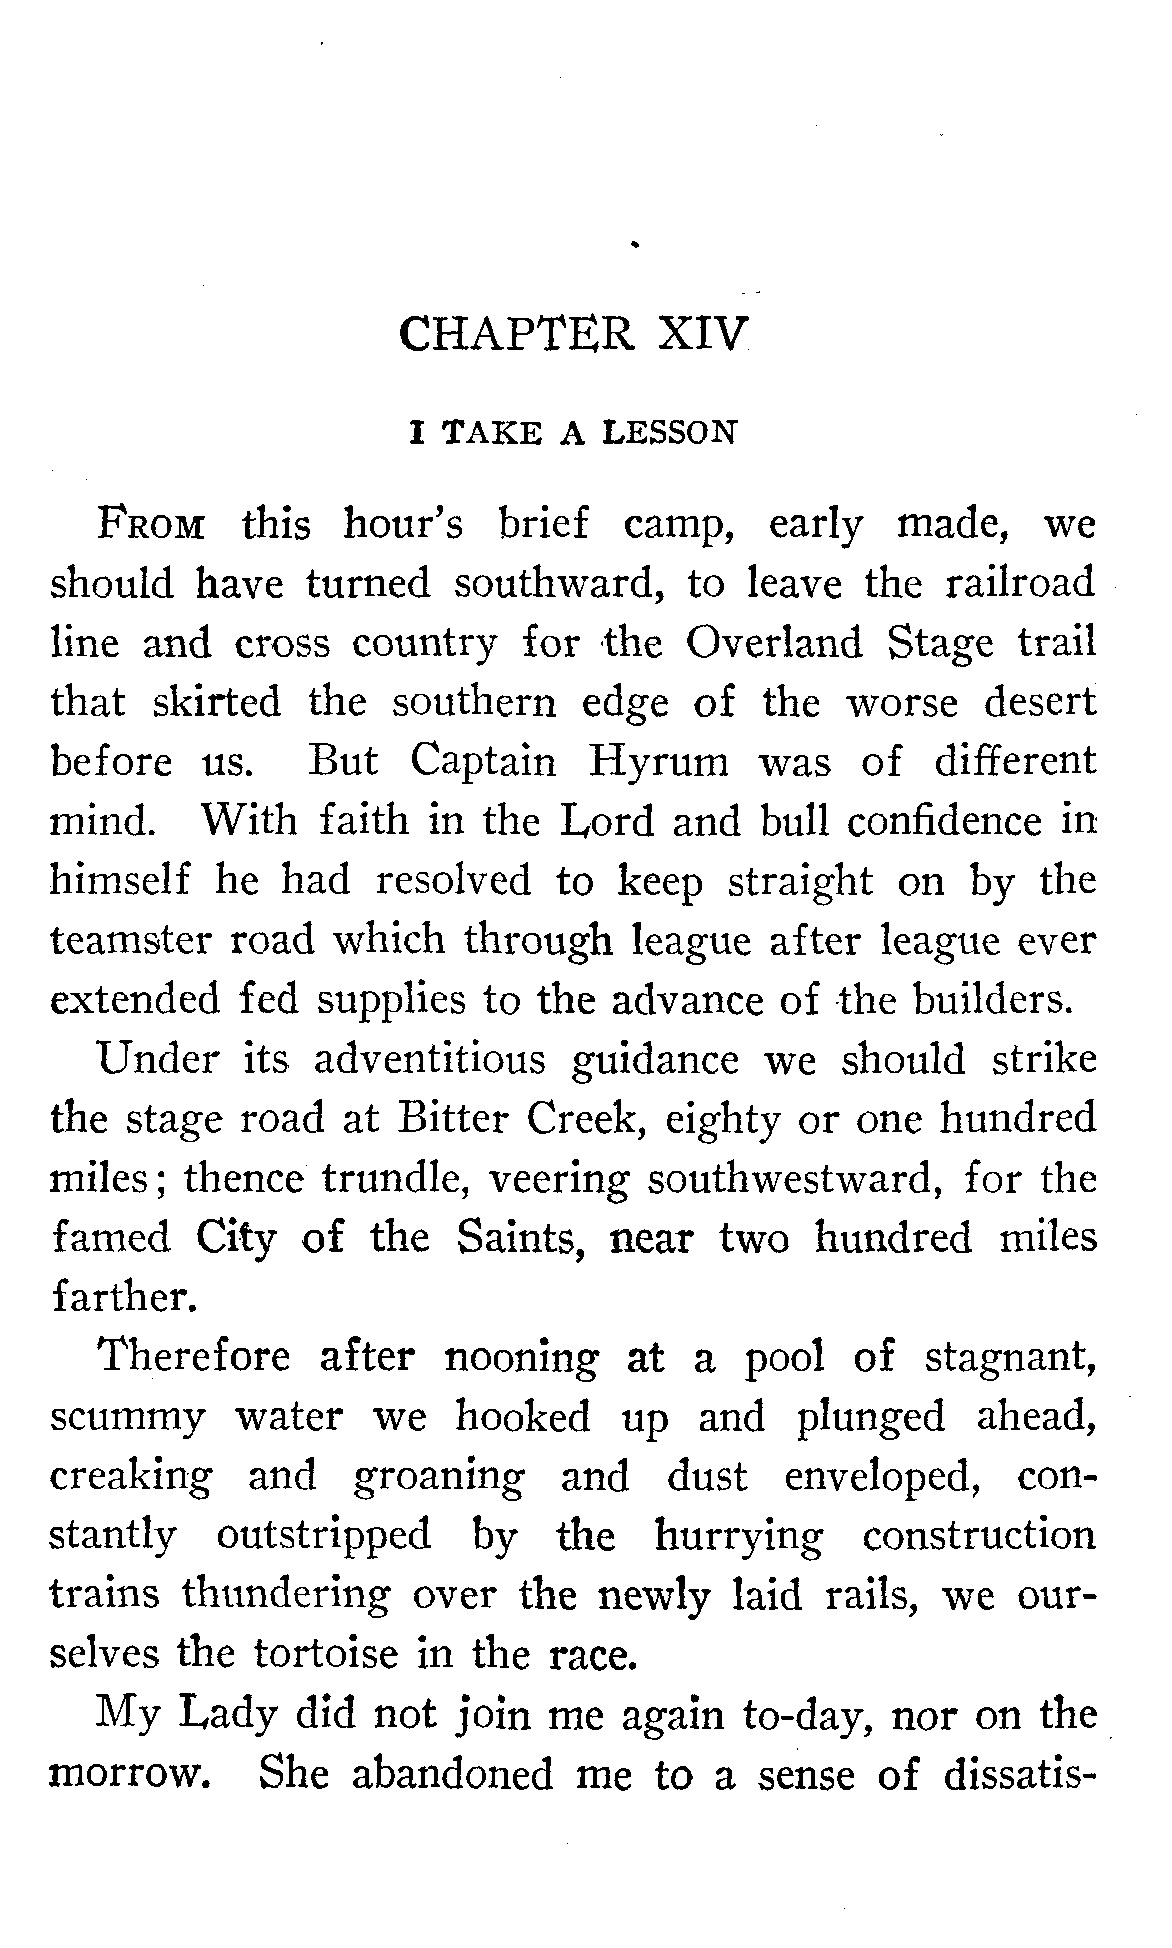 CHAPTER XIV
I TAKE A LESSON
FROM this hour's brief camp, early made, we
should have turned southward, to leave the railroad
line and cross country for the Overland Stage trail
that skirted the southern edge of the worse desert
before us. But Captain Hyrum was of different
mind. With faith in the Lord and bull confidence in
himself he had resolved to keep straight on by the
teamster road which through league after league ever
extended fed supplies to the advance of the builders.
Under its adventitious guidance we should strike
the stage road at Bitter Creek, eighty or one hundred
miles; thence trundle, veering southwestward, for the
famed City of the Saints, near two hundred miles
farther.
Therefore after nooning at a pool of stagnant,
scummy water we hooked up and plunged ahead,
creaking and groaning and dust enveloped, con-
stantly outstripped by the hurrying construction
trains thundering over the newly laid rails, we our-
selves the tortoise in the race.
My Lady did not join me again to-day, nor on the
morrow. She abandoned me to a sense of dissatis-